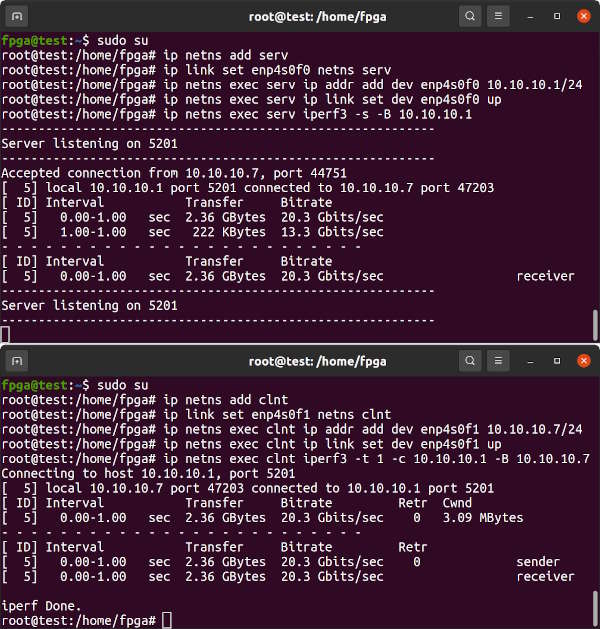 root@test: /home/fpga
fpga@test:~$ sudo su
root@test:/home/fpga# ip netns add serv
root@test:/home/fpga# ip link set enp4s0f0 netns serv
root@test:/home/fpga# ip netns exec serv ip addr add dev enp4s0f0 10.10.10.1/24
root@test:/home/fpga# ip netns exec serv ip link set dev enp4s0f0 up
root@test:/home/fpga# ip netns exec serv iperf3 -s -B 10.10.10.1
-----------------------------------------------------------
Server listening on 5201
-----------------------------------------------------------
Accepted connection from 10.10.10.7, port 44751
[  5] local 10.10.10.1 port 5201 connected to 10.10.10.7 port 47203
[ ID] Interval           Transfer     Bitrate
[  5]   0.00-1.00   sec  2.36 GBytes  20.3 Gbits/sec
[  5]   1.00-1.00   sec   222 KBytes  13.3 Gbits/sec
- - - - - - - - - - - - - - - - - - - - - - - - -
[ ID] Interval           Transfer     Bitrate
[  5]   0.00-1.00   sec  2.36 GBytes  20.3 Gbits/sec                  receiver
-----------------------------------------------------------
Server listening on 5201
-----------------------------------------------------------
root@test: /home/fpga
fpga@test:~$ sudo su
root@test:/home/fpga# ip netns add clnt
root@test:/home/fpga# ip link set enp4s0f1 netns clnt
root@test:/home/fpga# ip netns exec clnt ip addr add dev enp4s0f1 10.10.10.7/24
root@test:/home/fpga# ip netns exec clnt ip link set dev enp4s0f1 up
root@test:/home/fpga# ip netns exec clnt iperf3 -t 1 -c 10.10.10.1 -B 10.10.10.7
Connecting to host 10.10.10.1, port 5201
[  5] local 10.10.10.7 port 47203 connected to 10.10.10.1 port 5201
[ ID] Interval           Transfer     Bitrate         Retr  Cwnd
[  5]   0.00-1.00   sec  2.36 GBytes  20.3 Gbits/sec    0   3.09 MBytes
- - - - - - - - - - - - - - - - - - - - - - - - -
[ ID] Interval           Transfer     Bitrate         Retr
[  5]   0.00-1.00   sec  2.36 GBytes  20.3 Gbits/sec    0             sender
[  5]   0.00-1.00   sec  2.36 GBytes  20.3 Gbits/sec                  receiver
iperf Done.
root@test:/home/fpga#